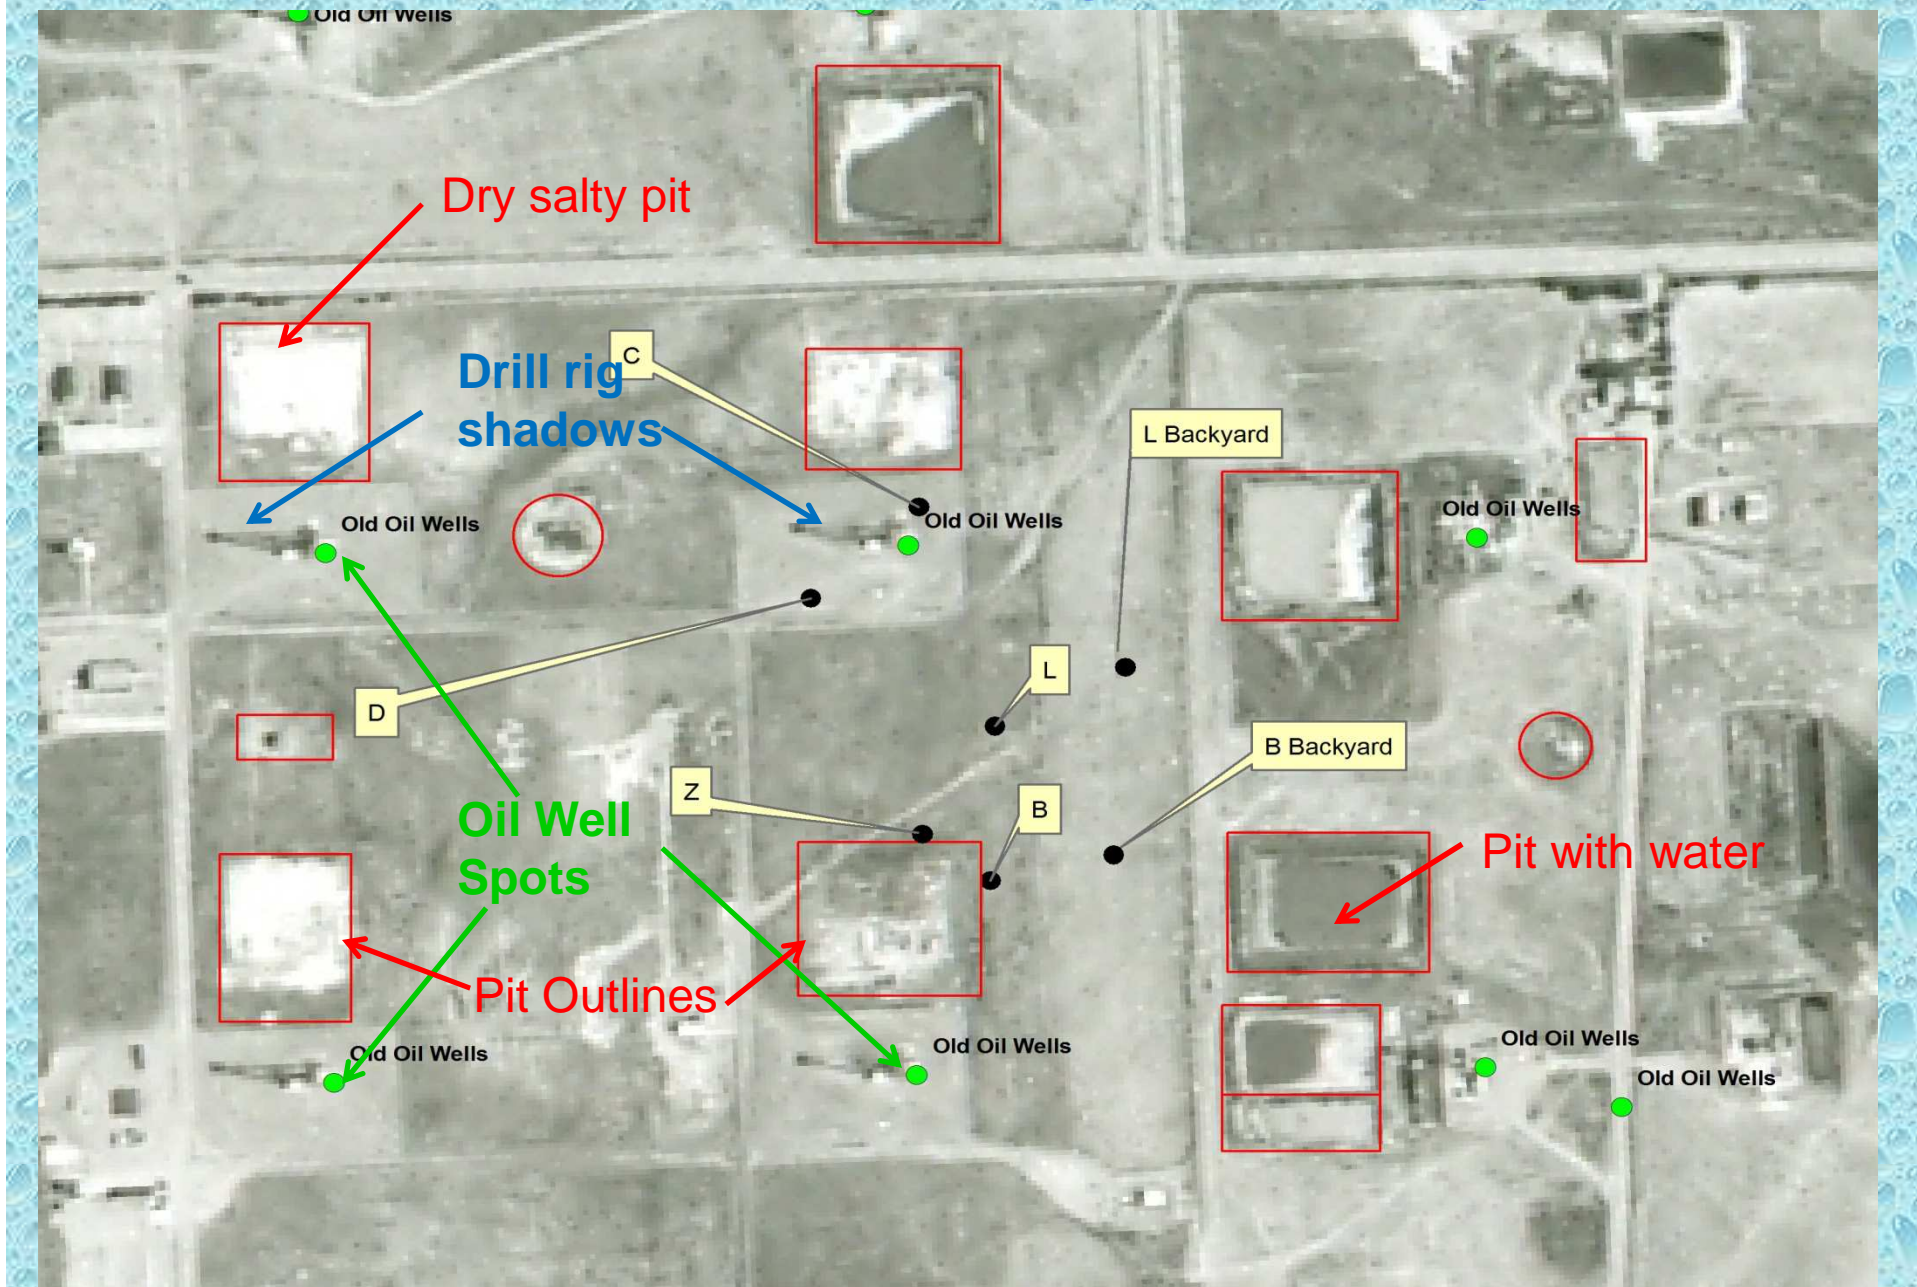 Old Oil Wells
Dry salty pit
C
Drill rig
shadows
L Backyard
Old Oil Wells
Old Oil Wells
Old Oil Wells
L
D
B Backyard
Z
B
Oil Well
Spots
Pit with water
Pit Outlines
Old Oil Wells
Old Oil Wells
Old Oil Wells
Old Oil Wells